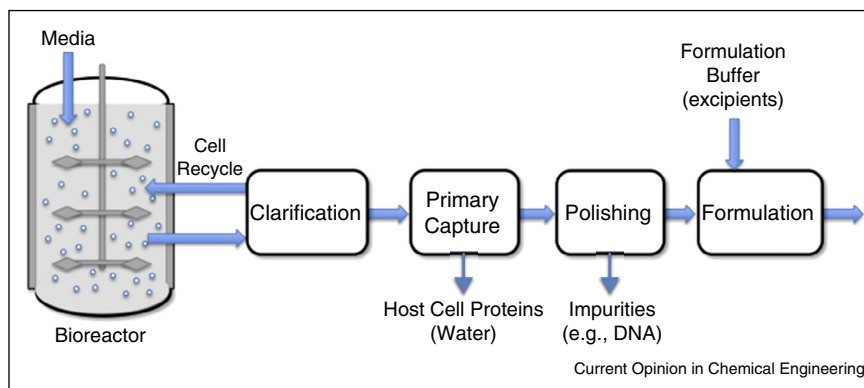 Media
Cell
Recycle
Bioreactor
Clarification
Primary
Capture
Host Cell Proteins
(Water)
Polishing
Impurities
(e.g., DNA)
Formulation
Buffer
(excipients)
Formulation
Current Opinion in Chemical Engineering